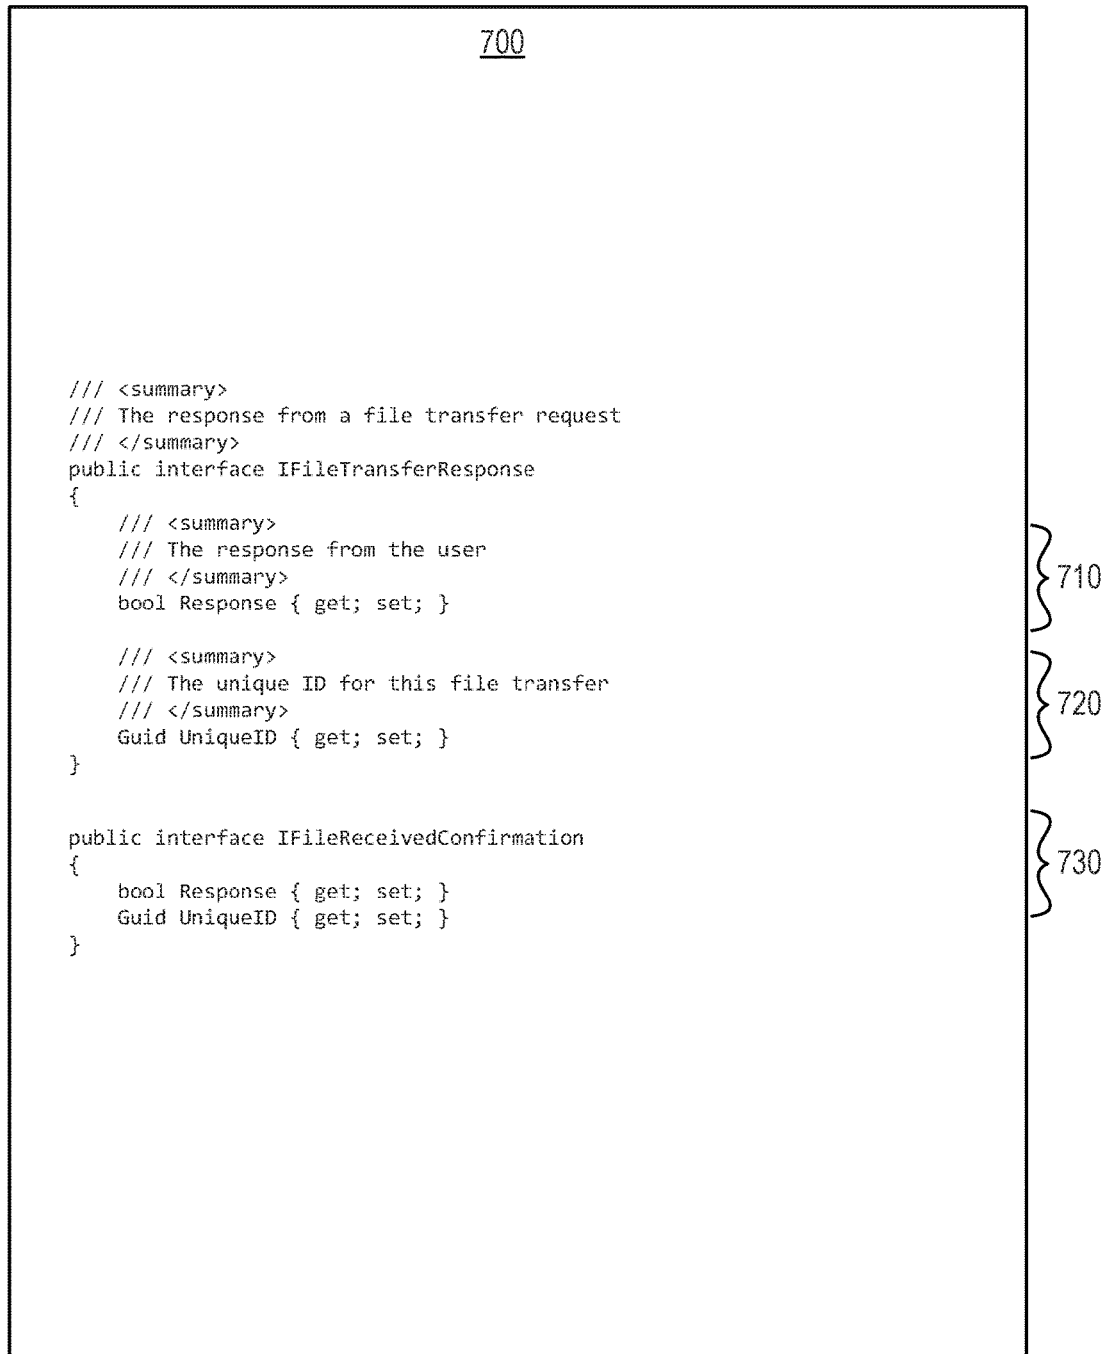 700
/// <summary>
/// The response from a file transfer request
/// </summary>
public interface IFileTransferResponse
{
/// <summary>
/// The response from the user
/// </summary>
bool Response { get; set; }
710
/// <summary>
/// The unique ID for this file transfer
/// </summary>
Guid UniqueID { get; set; }
720
}
public interface IFileReceivedConfirmation
{
730
bool Response { get; set; }
Guid UniqueID { get; set; }
}